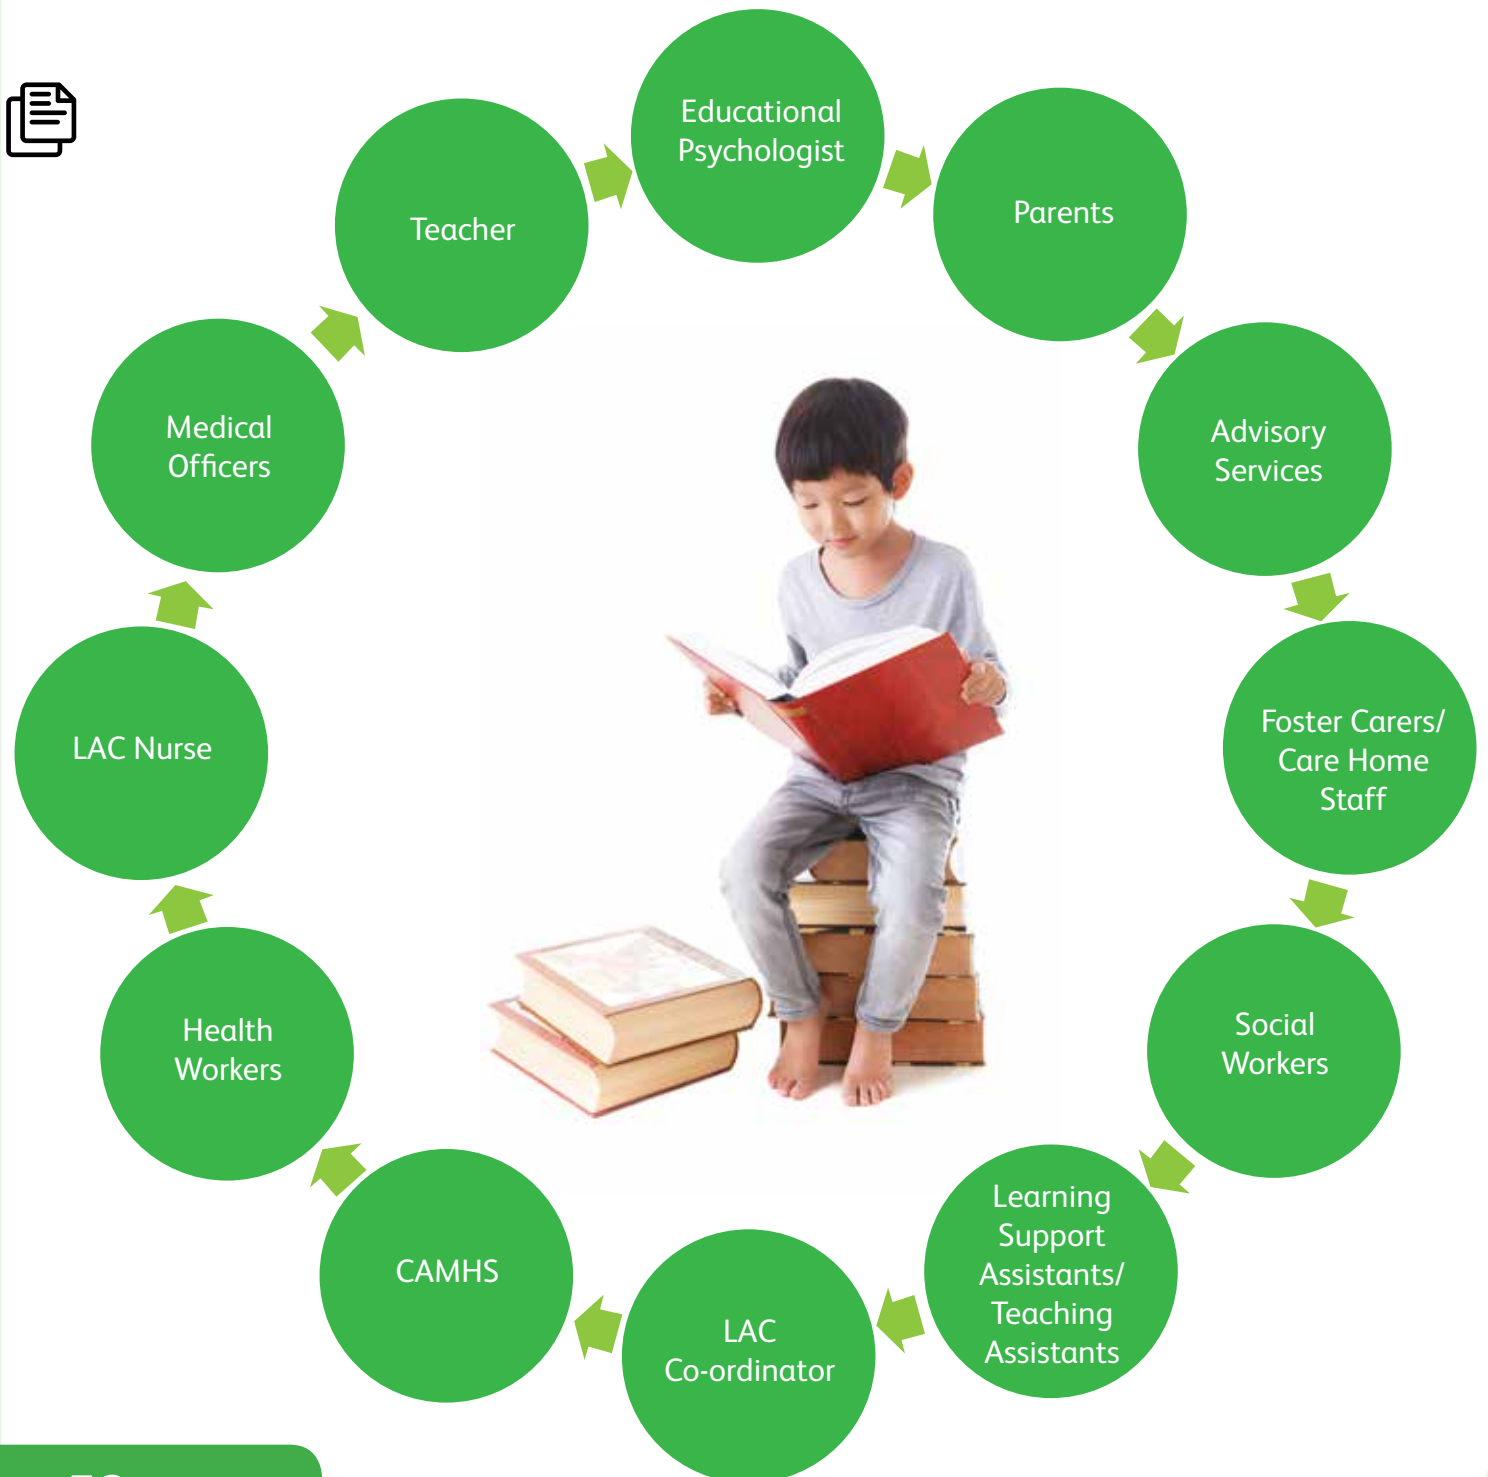 Educational
Psychologist
Parents
Advisory
Services
Foster Carers/
Care Home
Staff
Social
Workers
Learning
Support
Assistants/
Teaching
Assistants
LAC
Co-ordinator
CAMHS
Health
Workers
LAC Nurse
Medical
Officers
Teacher